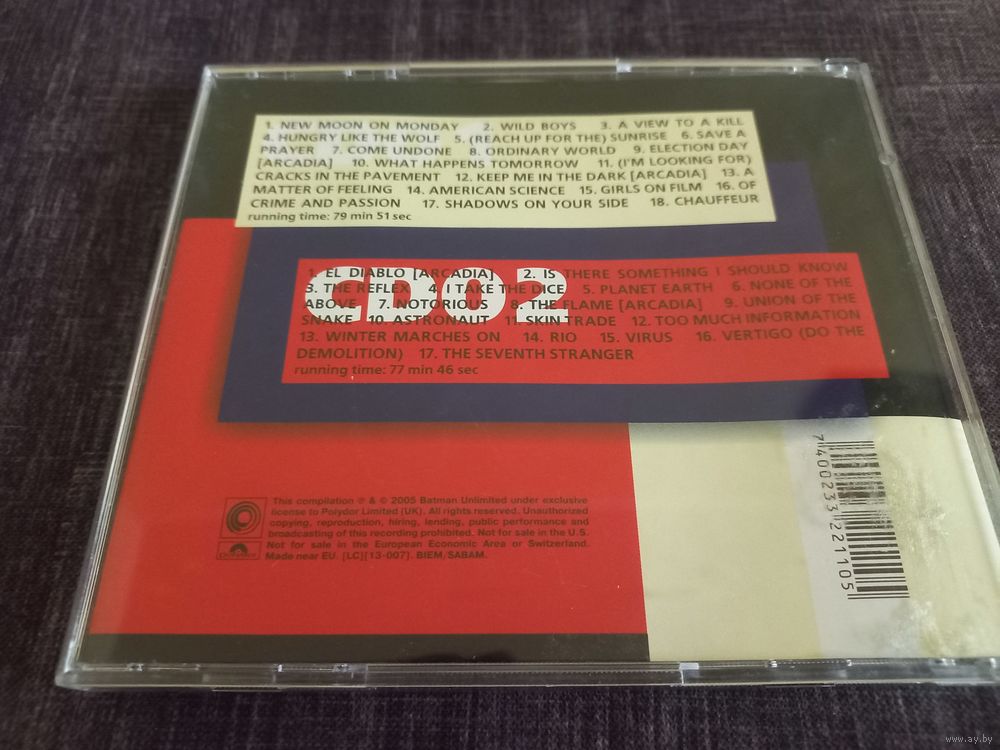 1. NEW MOON ON MONDAY 2. WILD BOYS 3. A VIEW TO A KILL
4. HUNGRY LIKE THE WOLF 5. (REACH UP FOR THE) SUNRISE 6. SAVE A
PRAYER 7. COME UNDONE 8. ORDINARY WORLD 9. ELECTION DAY
[ARCADIA] 10. WHAT HAPPENS TOMORROW 11. (I'M LOOKING FOR)
CRACKS IN THE PAVEMENT 12. KEEP ME IN THE DARK [ARCADIA] 13. A
MATTER OF FEELING 14. AMERICAN SCIENCE 15. GIRLS ON FILM 16. OF
CRIME AND PASSION 17. SHADOWS ON YOUR SIDE 18. CHAUFFEUR
running time: 79 min 51 sec
CD02
1. EL DIABLO [ARCADIA] 2. IS THERE SOMETHING I SHOULD KNOW
3. THE REFLEX 4. I TAKE THE DICE 5. PLANET EARTH 6. NONE OF THE
ABOVE 7. NOTORIOUS 8. THE FLAME [ARCADIA] 9. UNION OF THE
SNAKE 10. ASTRONAUT 11. SKIN TRADE 12. TOO MUCH INFORMATION
13. WINTER MARCHES ON 14. RIO 15. VIRUS 16. VERTIGO (DO THE
DEMOLITION) 17. THE SEVENTH STRANGER
running time: 77 min 46 sec
This compilation ℗ & © 2005 Batman Unlimited under exclusive
license to Polydor Limited (UK). All rights reserved. Unauthorized
copying, reproduction, hiring, lending, public performance and
broadcasting of this recording prohibited. Not for sale in the U.S.
Not for sale in the European Economic Area or Switzerland.
Made near EU. [LC][13-007]. BIEM/SABAM.
7400233221105
www.ay.by